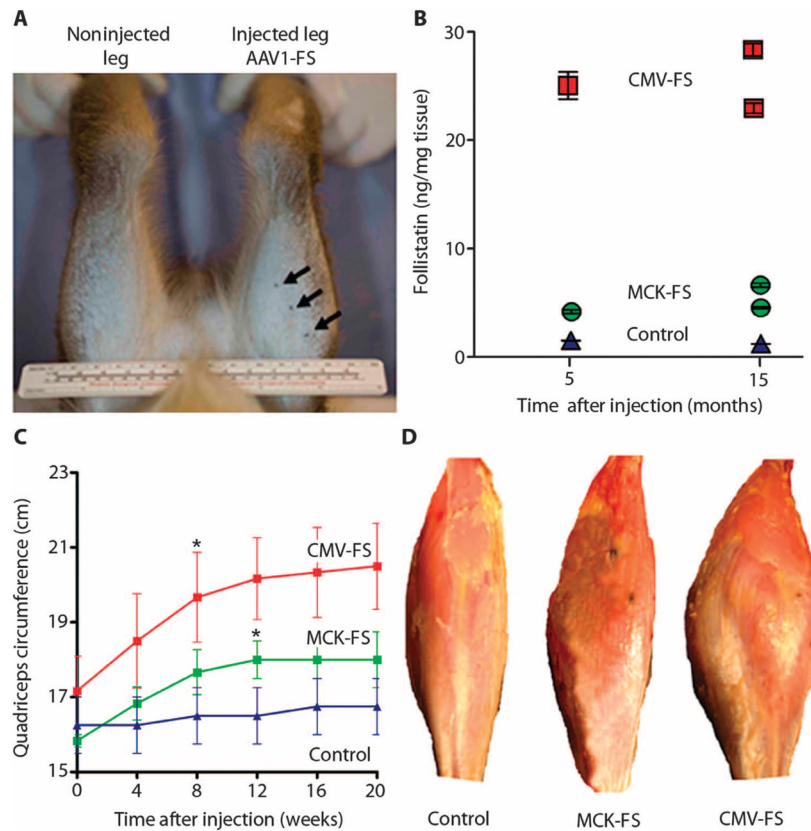 A
Noninjected
leg
Injected leg
AAV1-FS
B
Follistatin (ng/mg tissue)
30
20
10
0
CMV-FS
MCK-FS
Control
5
15
Time after injection (months)
C
Quadriceps circumference (cm)
23
21
19
17
15
*
CMV-FS
*
MCK-FS
Control
0
4
8
12
16
20
Time after injection (weeks)
D
Control
MCK-FS
CMV-FS